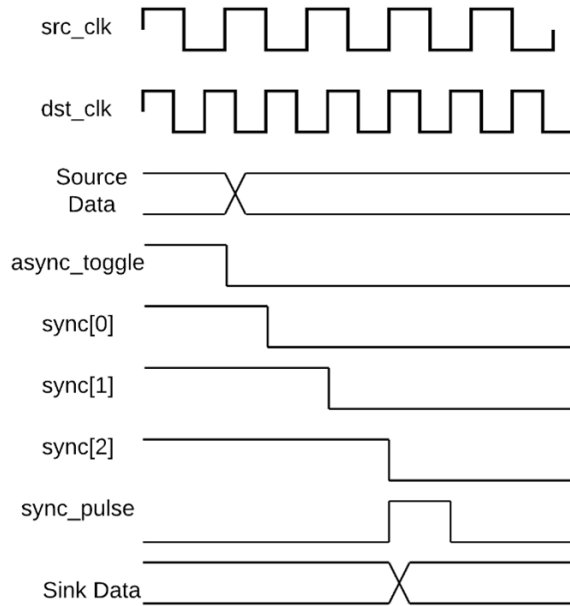 src_clk
dst_clk
Source
Data
async_toggle
sync[0]
sync[1]
sync[2]
sync_pulse
Sink Data